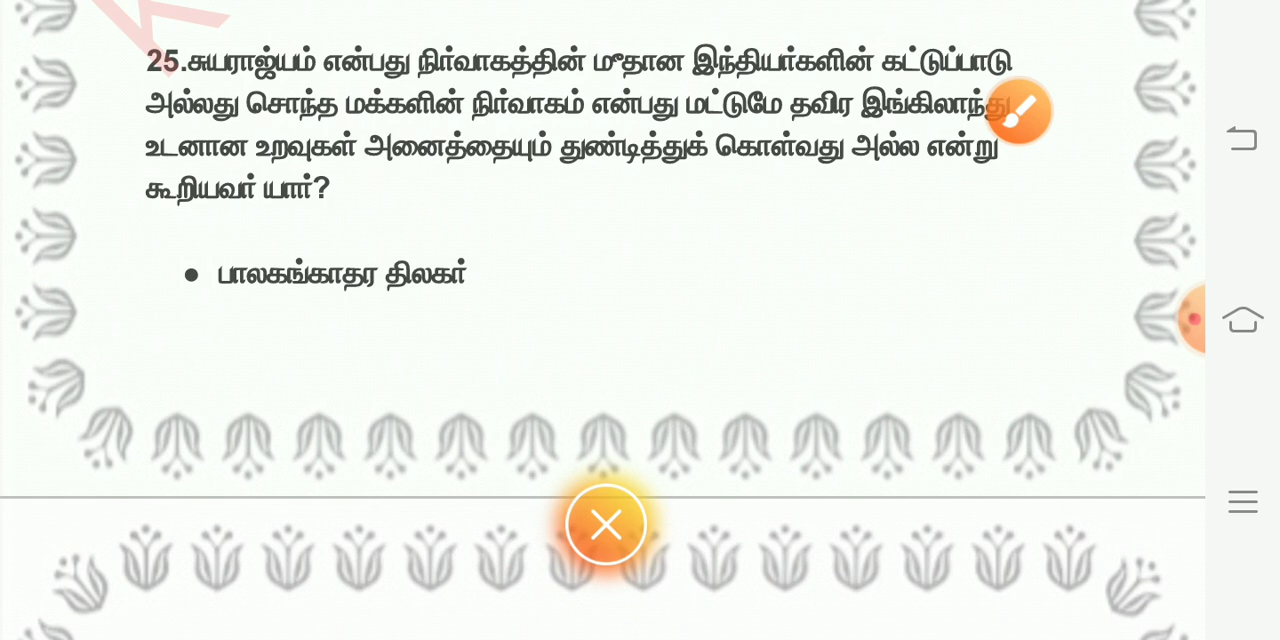 25.சுயராஜ்யம் என்பது நிர்வாகத்தின் மீதான இந்தியர்களின் கட்டுப்பாடு
அல்லது சொந்த மக்களின் நிர்வாகம் என்பது மட்டுமே தவிர இங்கிலாந்து
உடனான உறவுகள் அனைத்தையும் துண்டித்துக் கொள்வது அல்ல என்று
கூறியவர் யார்?
● பாலகங்காதர திலகர்